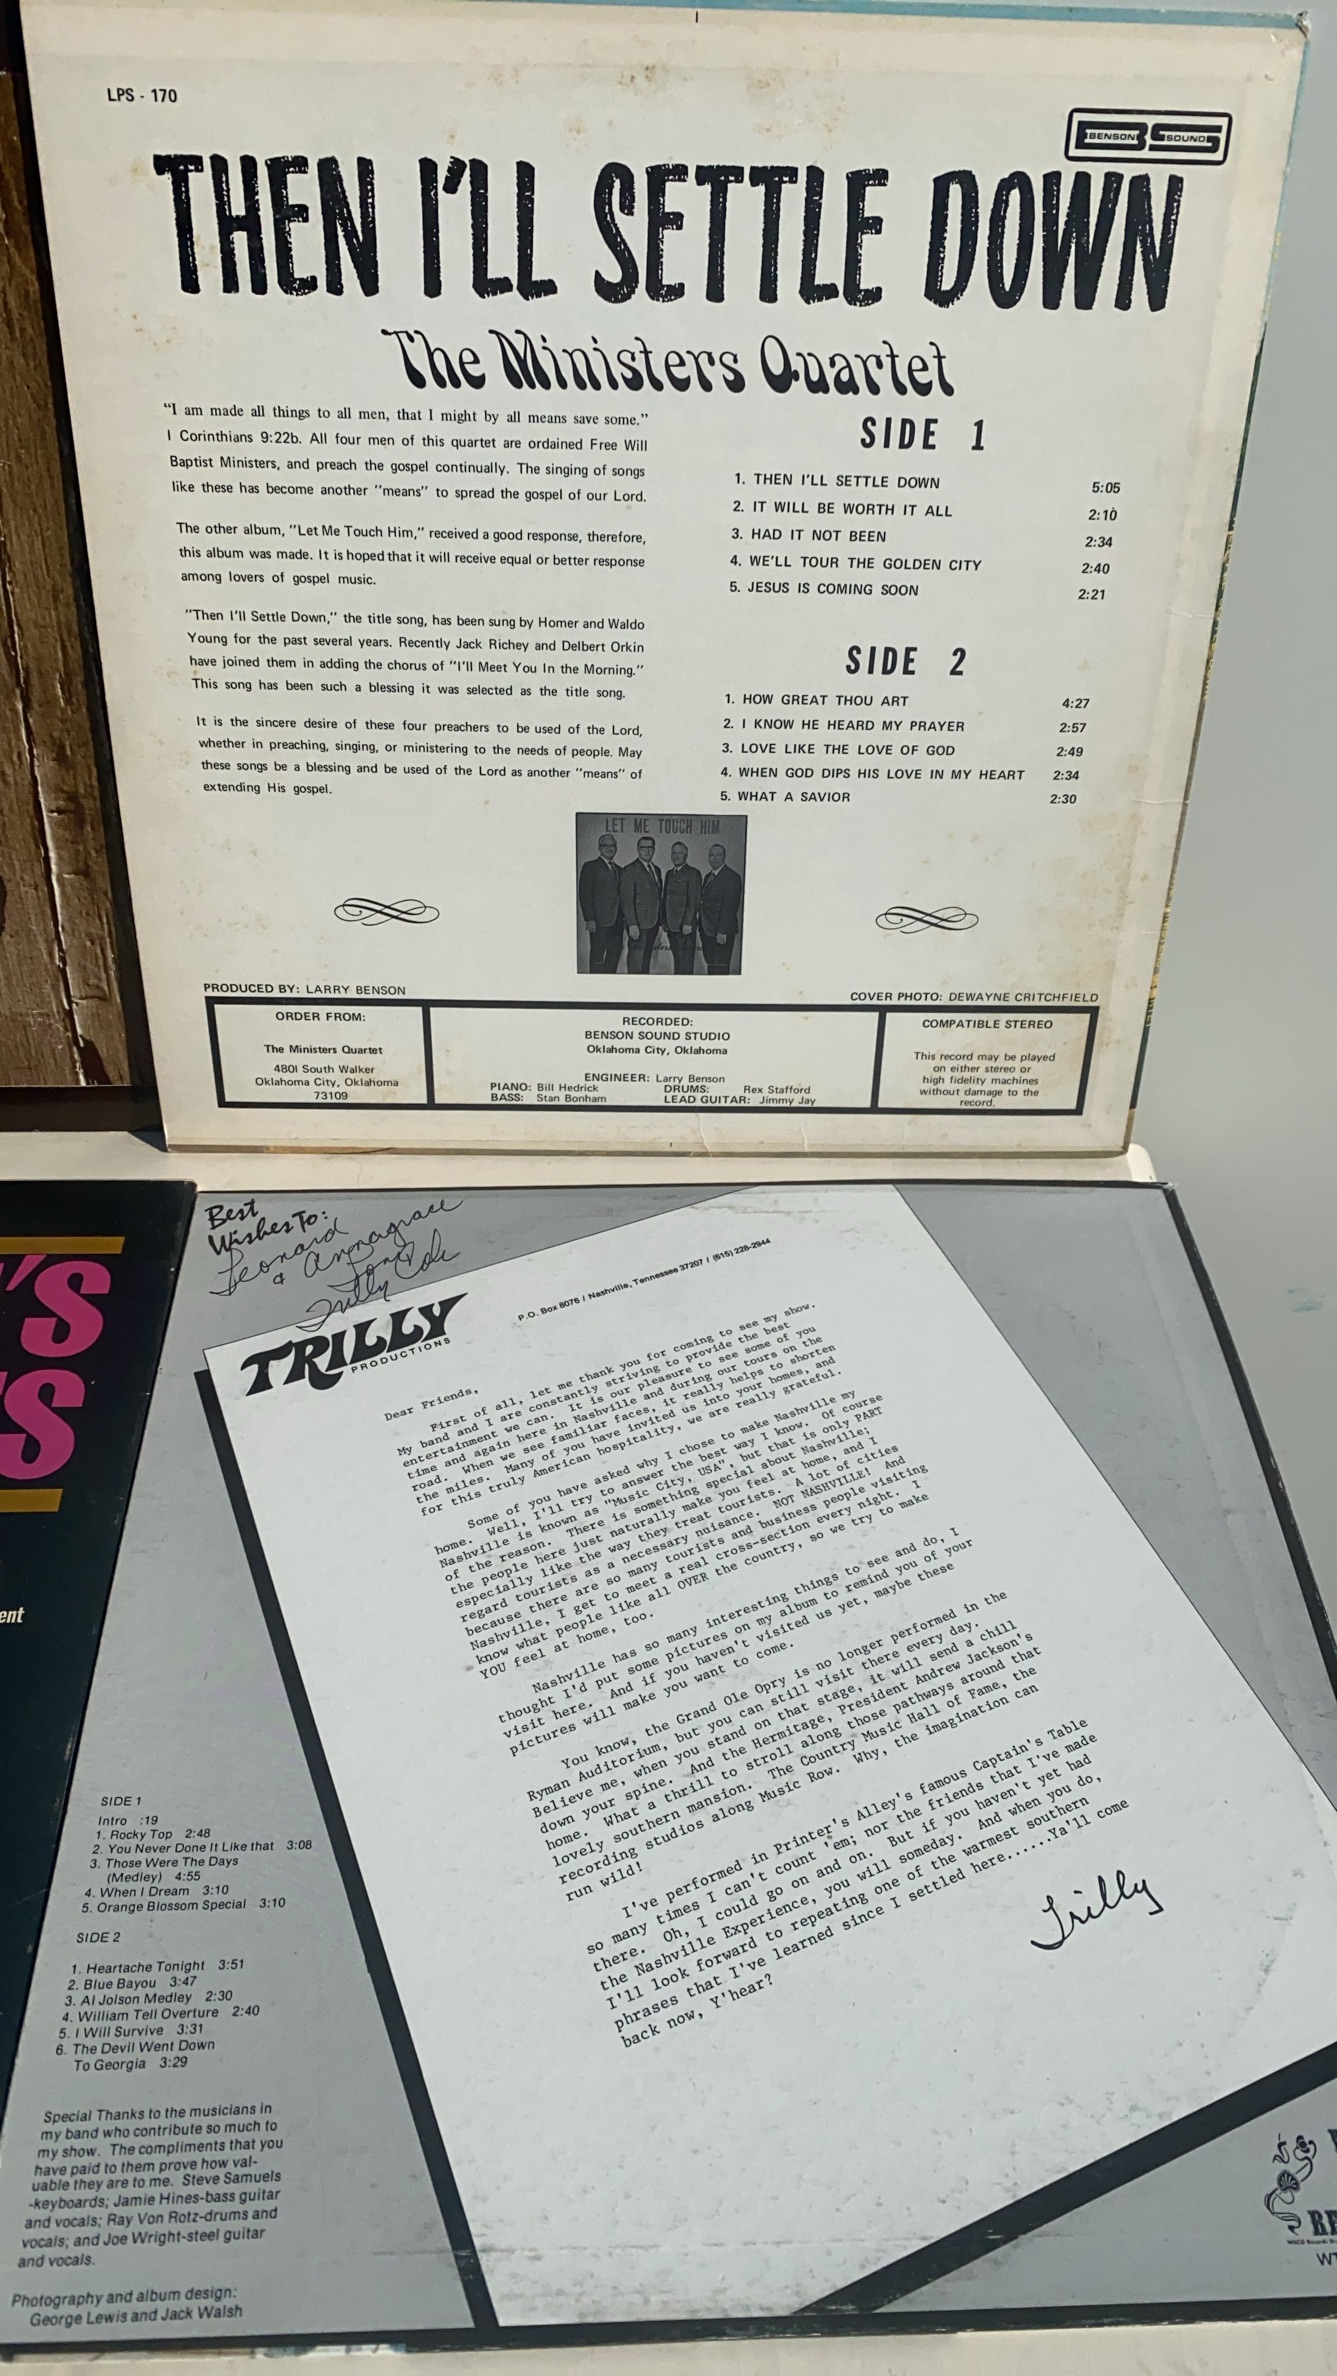 LPS - 170
BENSON SOUND
THEN I'LL SETTLE DOWN
The Ministers Quartet
"I am made all things to all men, that I might by all means save some."
I Corinthians 9:22b. All four men of this quartet are ordained Free Will
Baptist Ministers, and preach the gospel continually. The singing of songs
like these has become another "means" to spread the gospel of our Lord.
The other album, "Let Me Touch Him," received a good response, therefore,
this album was made. It is hoped that it will receive equal or better response
among lovers of gospel music.
"Then I'll Settle Down," the title song, has been sung by Homer and Waldo
Young for the past several years. Recently Jack Richey and Delbert Orkin
have joined them in adding the chorus of "I'll Meet You In the Morning."
This song has been such a blessing it was selected as the title song.
It is the sincere desire of these four preachers to be used of the Lord,
whether in preaching, singing, or ministering to the needs of people. May
these songs be a blessing and be used of the Lord as another "means" of
extending His gospel.
SIDE 1
1. THEN I'LL SETTLE DOWN 5:05
2. IT WILL BE WORTH IT ALL 2:10
3. HAD IT NOT BEEN 2:34
4. WE'LL TOUR THE GOLDEN CITY 2:40
5. JESUS IS COMING SOON 2:21
SIDE 2
1. HOW GREAT THOU ART 4:27
2. I KNOW HE HEARD MY PRAYER 2:57
3. LOVE LIKE THE LOVE OF GOD 2:49
4. WHEN GOD DIPS HIS LOVE IN MY HEART 2:34
5. WHAT A SAVIOR 2:30
LET ME TOUCH HIM
PRODUCED BY: LARRY BENSON
COVER PHOTO: DEWAYNE CRITCHFIELD
ORDER FROM:
The Ministers Quartet
4801 South Walker
Oklahoma City, Oklahoma
73109
RECORDED:
BENSON SOUND STUDIO
Oklahoma City, Oklahoma
ENGINEER: Larry Benson
PIANO: Bill Hedrick DRUMS: Rex Stafford
BASS: Stan Bonham LEAD GUITAR: Jimmy Jay
COMPATIBLE STEREO
This record may be played
on either stereo or
high fidelity machines
without damage to the
record.
'S
S
ent
Best
Wishes To:
Leonard
& Annagrace
Trilly Cole
TRILLY
PRODUCTIONS
P.O. Box 8076 / Nashville, Tennessee 37207 / (615) 228-2944
Dear Friends,
First of all, let me thank you for coming to see my show.
My band and I are constantly striving to provide the best
entertainment we can. It is our pleasure to see some of you
time and again here in Nashville and during our tours on the
road. When we see familiar faces, it really helps to shorten
the miles. Many of you have invited us into your homes, and
for this truly American hospitality, we are really grateful.
Some of you have asked why I chose to make Nashville my
home. Well, I'll try to answer the best way I know. Of course
Nashville is known as "Music City, USA", but that is only PART
of the reason. There is something special about Nashville;
the people here just naturally make you feel at home, and I
especially like the way they treat tourists. A lot of cities
regard tourists as a necessary nuisance. NOT NASHVILLE! And
because there are so many tourists and business people visiting
Nashville, I get to meet a real cross-section every night. I
know what people like all OVER the country, so we try to make
YOU feel at home, too.
Nashville has so many interesting things to see and do, I
thought I'd put some pictures on my album to remind you of your
visit here. And if you haven't visited us yet, maybe these
pictures will make you want to come.
You know, the Grand Ole Opry is no longer performed in the
Ryman Auditorium, but you can still visit there every day.
Believe me, when you stand on that stage, it will send a chill
down your spine. And the Hermitage, President Andrew Jackson's
home. What a thrill to stroll along those pathways around that
lovely southern mansion. The Country Music Hall of Fame, the
recording studios along Music Row. Why, the imagination can
run wild!
I've performed in Printer's Alley's famous Captain's Table
so many times I can't count 'em; nor the friends that I've made
there. Oh, I could go on and on. But if you haven't yet had
the Nashville Experience, you will someday. And when you do,
I'll look forward to repeating one of the warmest southern
phrases that I've learned since I settled here.....Ya'll come
back now, Y'hear?
Trilly
SIDE 1
Intro :19
1. Rocky Top 2:48
2. You Never Done It Like that 3:08
3. Those Were The Days
(Medley) 4:55
4. When I Dream 3:10
5. Orange Blossom Special 3:10
SIDE 2
1. Heartache Tonight 3:51
2. Blue Bayou 3:47
3. Al Jolson Medley 2:30
4. William Tell Overture 2:40
5. I Will Survive 3:31
6. The Devil Went Down
To Georgia 3:29
Special Thanks to the musicians in
my band who contribute so much to
my show. The compliments that you
have paid to them prove how val-
uable they are to me. Steve Samuels
-keyboards; Jamie Hines-bass guitar
and vocals; Ray Von Rotz-drums and
vocals; and Joe Wright-steel guitar
and vocals.
Photography and album design:
George Lewis and Jack Walsh